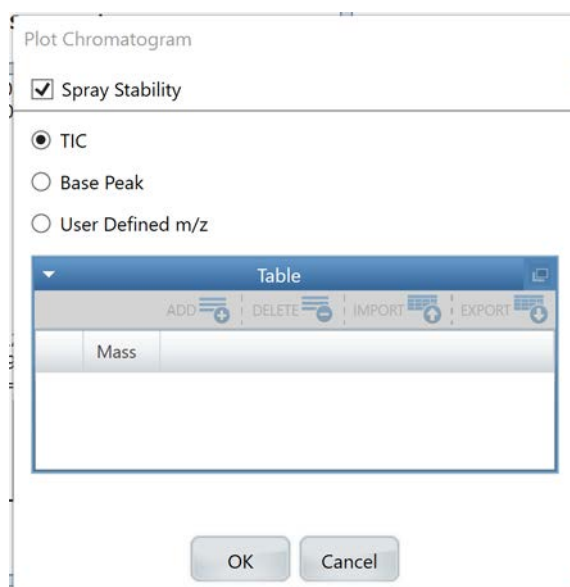 Plot Chromatogram
Spray Stability
TIC
Base Peak
User Defined m/z
Table
ADD DELETE IMPORT EXPORT
Mass
OK Cancel